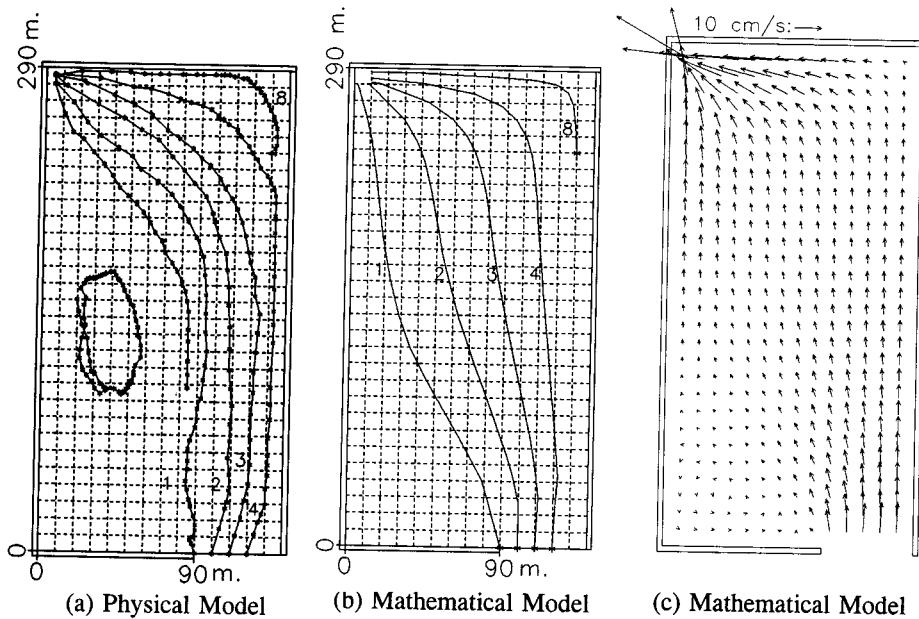 290 m.
8
1
2
3
4
0
0
90 m.
(a) Physical Model
290 m.
8
1
2
3
4
0
0
90 m.
(b) Mathematical Model
10 cm/s:
(c) Mathematical Model